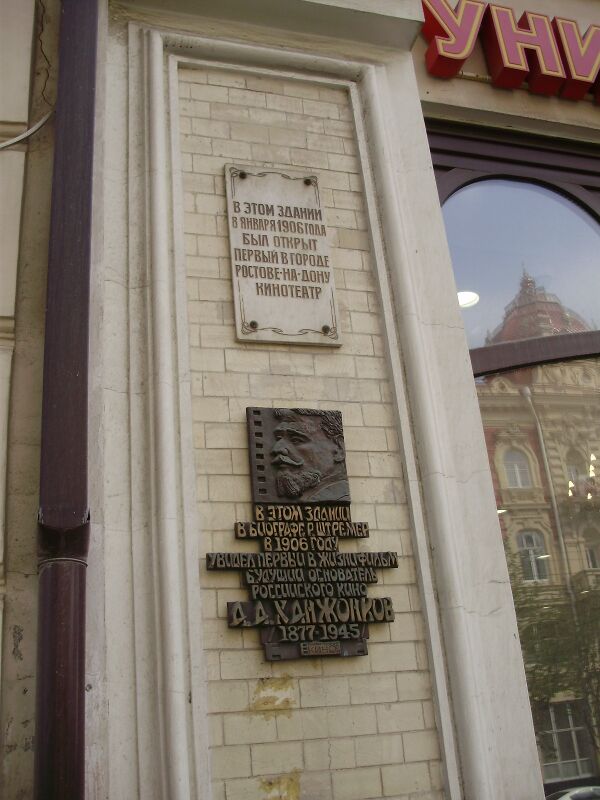 УНИ
В ЭТОМ ЗДАНИИ
В ЯНВАРЯ 1906 ГОДА
БЫЛ ОТКРЫТ
ПЕРВЫЙ В ГОРОДЕ
РОСТОВЕ-НА-ДОНУ
КИНОТЕАТР
В ЭТОМ ЗДАНИИ
В БИОГРАФЕ Р. ШТРЕМЕР
В 1906 ГОДУ
УВИДЕЛ ПЕРВЫЙ В ЖИЗНИ ФИЛЬМ
БУДУЩИЙ ОСНОВАТЕЛЬ
РОССИЙСКОГО КИНО
А.А. ХАНЖОНКОВ
1877-1945